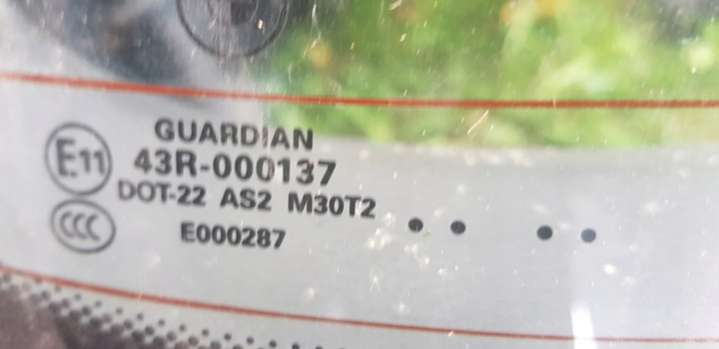 GUARDIAN
E11 43R-000137
DOT-22 AS2 M30T2
CCC E000287